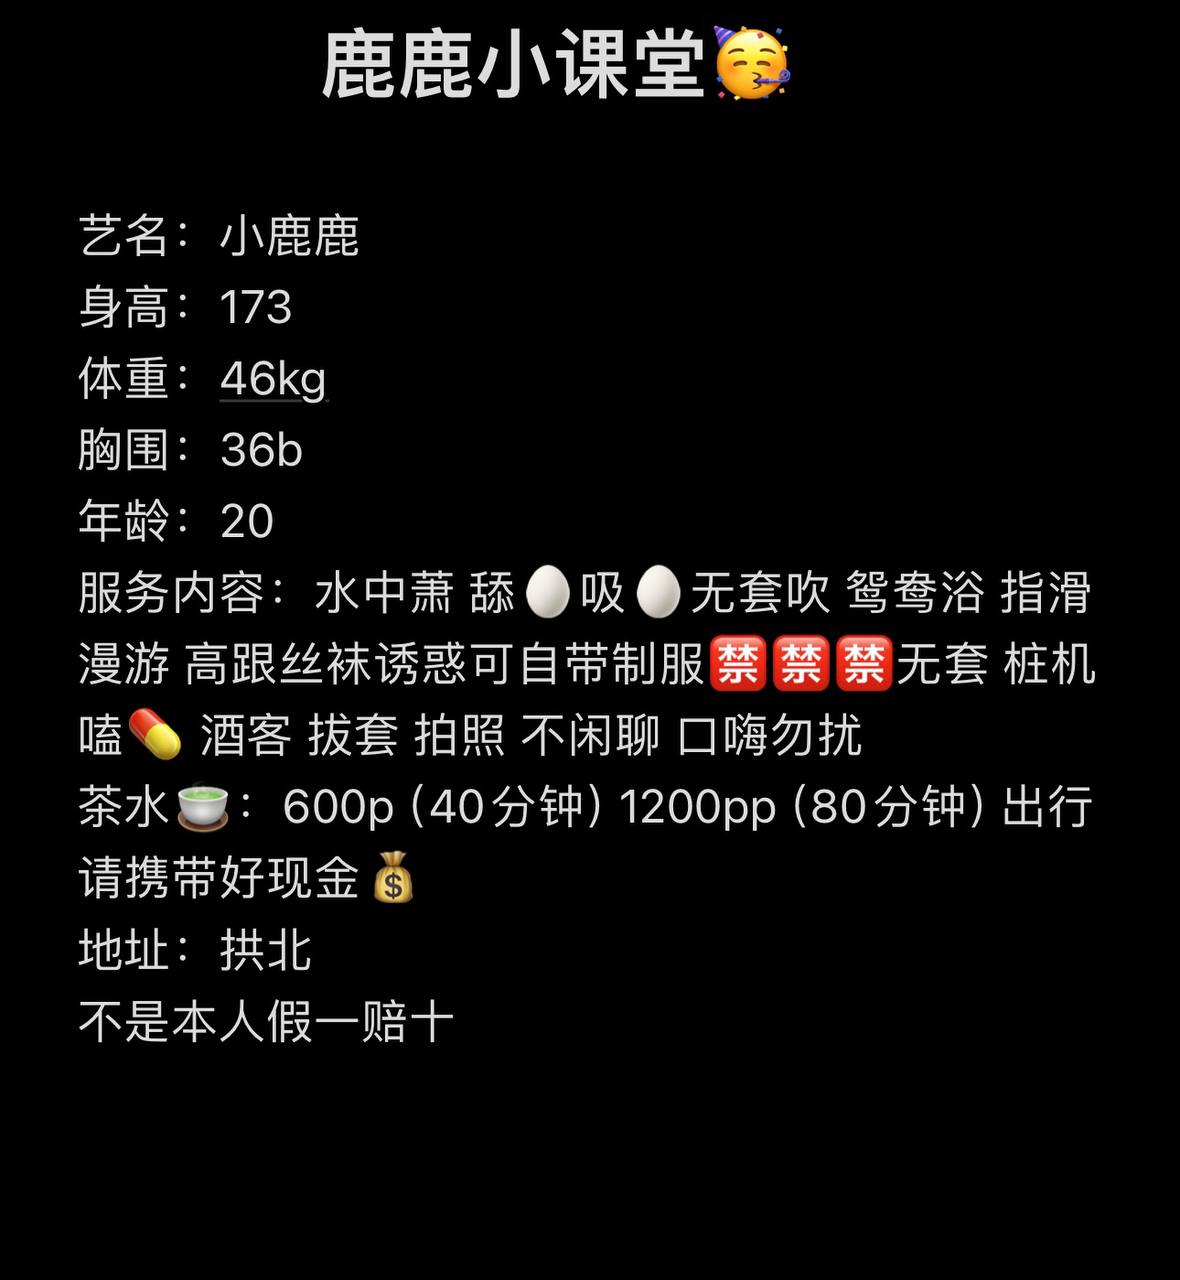 鹿鹿小课堂🥳
艺名：小鹿鹿
身高：173
体重：46kg
胸围：36b
年龄：20
服务内容：水中萧 舔🥚吸🥚无套吹 鸳鸯浴 指滑
漫游 高跟丝袜诱惑可自带制服🈲🈲🈲无套 桩机
嗑💊 酒客 拔套 拍照 不闲聊 口嗨勿扰
茶水🍵：600p（40分钟）1200pp（80分钟）出行
请携带好现金💰
地址：拱北
不是本人假一赔十